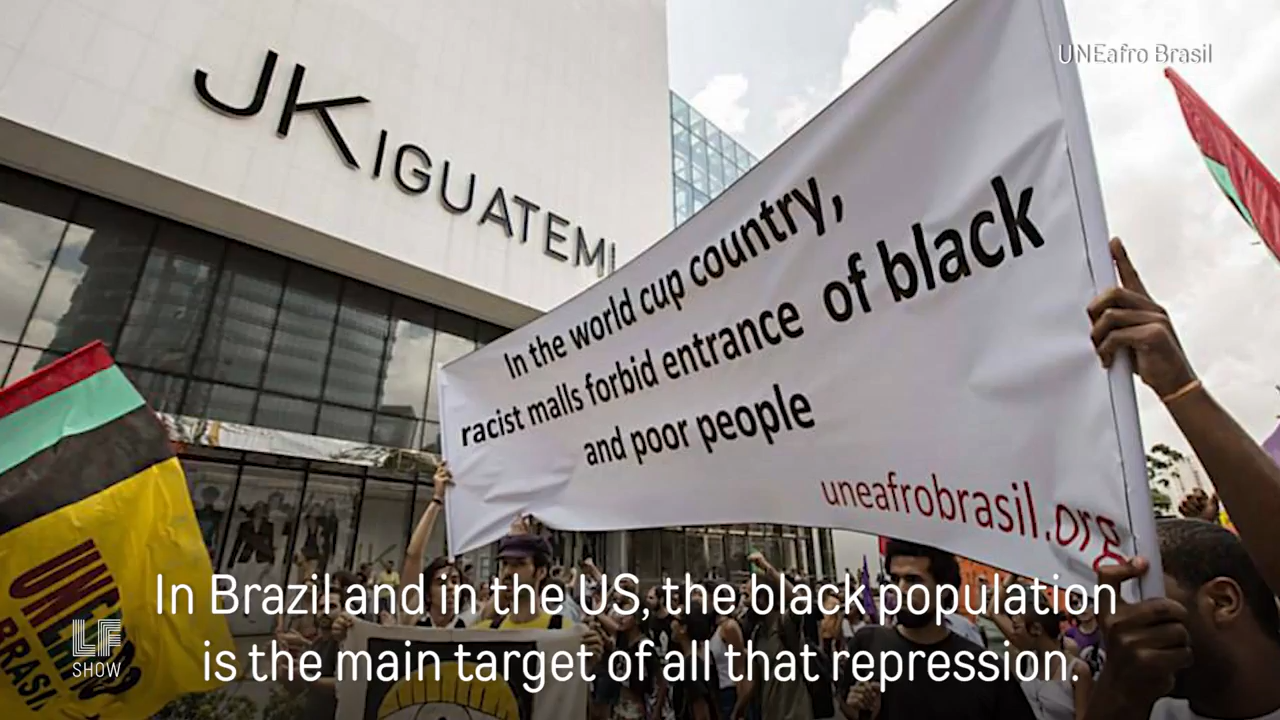 UNEafro Brasil
JK IGUATEMI
In the world cup country,
racist malls forbid entrance of black
and poor people
uneafrobrasil.org
In Brazil and in the US, the black population
is the main target of all that repression.
LF
SHOW